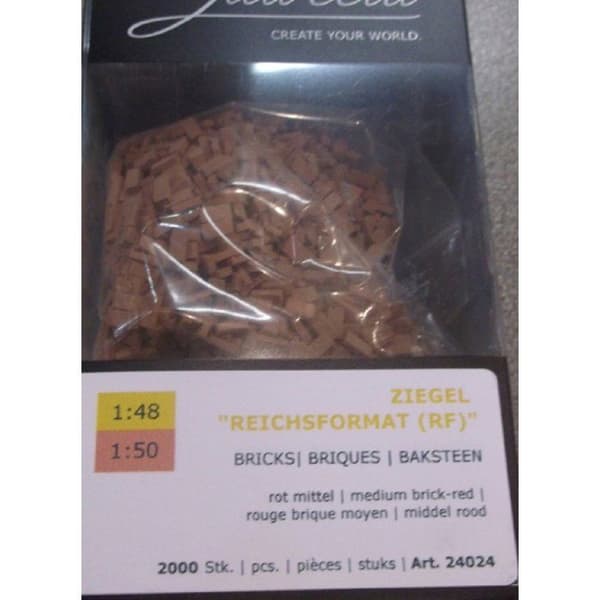 CREATE YOUR WORLD.
1:48
1:50
ZIEGEL
"REICHSFORMAT (RF)"
BRICKS| BRIQUES | BAKSTEEN
rot mittel | medium brick-red |
rouge brique moyen | middel rood
2000 Stk. | pcs. | pièces | stuks | Art. 24024